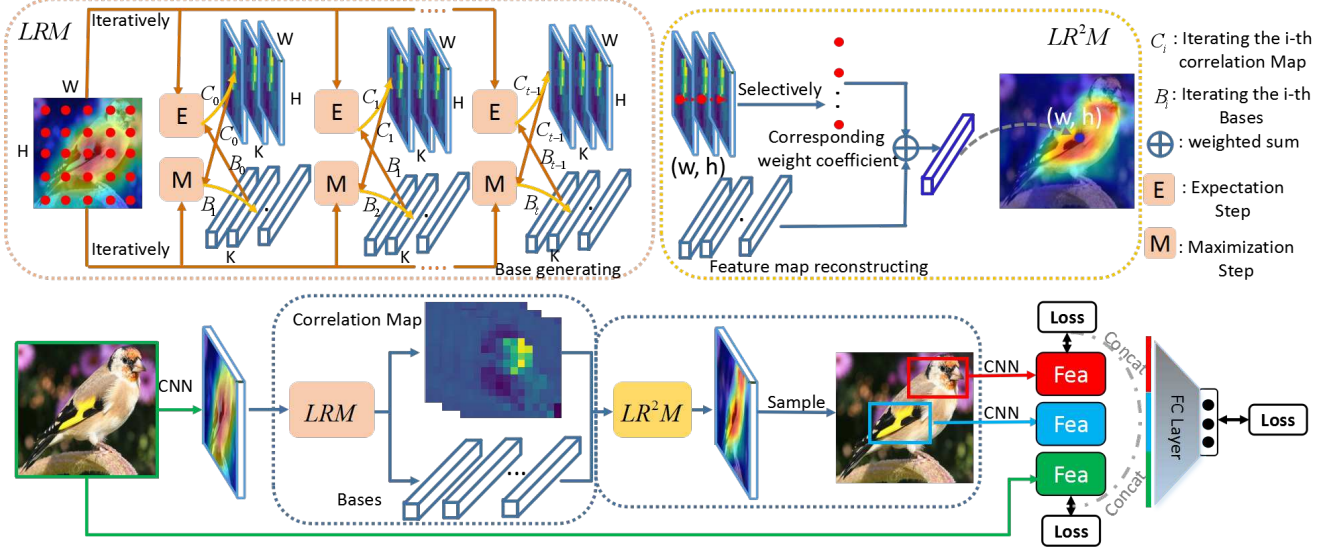 LRM
Iteratively
W
H
E
M
C₀
C₀
B₀
B₁
W
H
K
K
E
M
C₁
C₁
B₁
B₂
W
H
K
K
E
M
Cₜ₋₁
Cₜ₋₁
Bₜ₋₁
Bₜ
W
H
K
K
Iteratively
Base generating
LR²M
Selectively
(w, h)
Corresponding
weight coefficient
(w, h)
Feature map reconstructing
Cᵢ : Iterating the i-th
correlation Map
Bᵢ : Iterating the i-th
Bases
: weighted sum
E : Expectation
Step
M : Maximization
Step
CNN
Correlation Map
LRM
Bases
...
LR²M
Sample
CNN
CNN
Loss
Fea
Fea
Fea
Loss
Concat
Concat
FC Layer
Loss